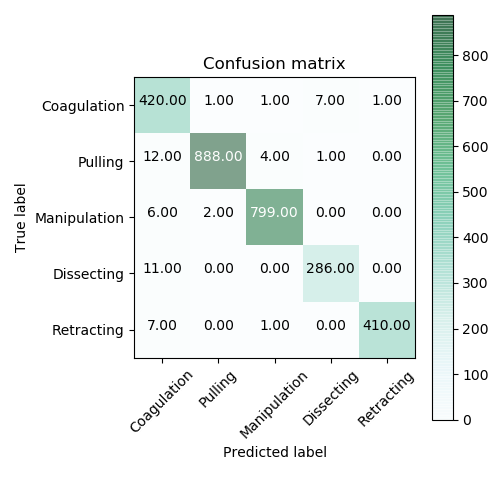 Confusion matrix
800
700
600
500
400
300
200
100
0
True label
Coagulation 420.00 1.00 1.00 7.00 1.00
Pulling 12.00 888.00 4.00 1.00 0.00
Manipulation 6.00 2.00 799.00 0.00 0.00
Dissecting 11.00 0.00 0.00 286.00 0.00
Retracting 7.00 0.00 1.00 0.00 410.00
Coagulation Pulling Manipulation Dissecting Retracting
Predicted label